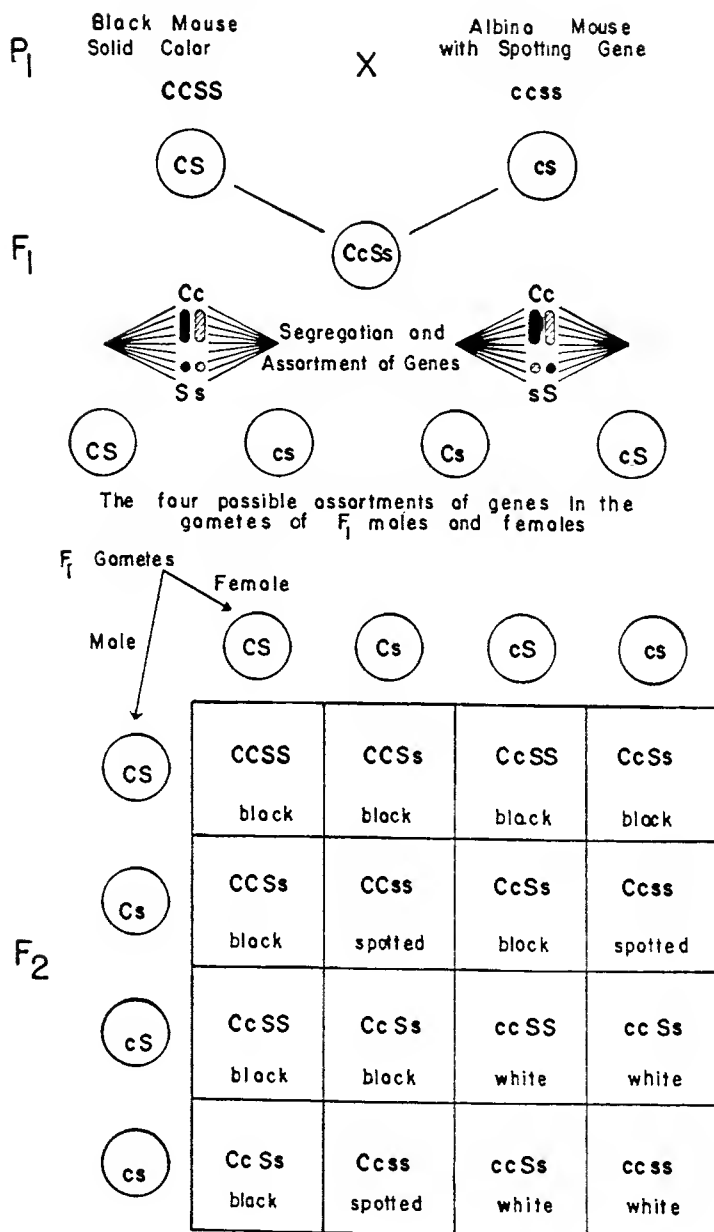 Black Mouse
Solid Color
Albino Mouse
with Spotting Gene
P1
X
CCSS
ccss
CS
cs
CcSs
F1
Cc
Cc
Segregation and
Assortment of Genes
Ss
sS
CS
cs
Cs
cS
The four possible assortments of genes in the
gametes of F1 males and females
F1 Gametes
Female
Male
CS
Cs
cS
cs
CS
CCSS
CCSs
CcSS
CcSs
black
black
black
black
Cs
CCSs
CCss
CcSs
Ccss
black
spotted
black
spotted
F2
cS
CcSS
CcSs
ccSS
ccSs
black
black
white
white
cs
CcSs
Ccss
ccSs
ccss
black
spotted
white
white